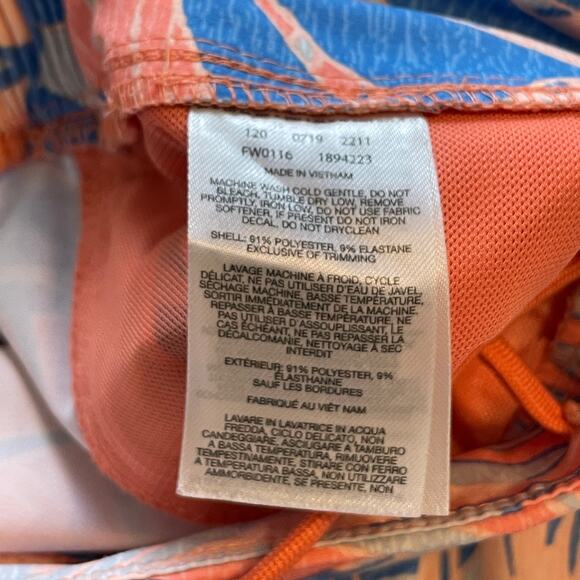 120 0719 2211
FW0116 1894223
MADE IN VIETNAM
MACHINE WASH COLD GENTLE, DO NOT
BLEACH, TUMBLE DRY LOW, REMOVE
PROMPTLY, IRON LOW, DO NOT USE FABRIC
SOFTENER, IF PRESENT DO NOT IRON
DECAL, DO NOT DRYCLEAN
SHELL: 91% POLYESTER, 9% ELASTANE
EXCLUSIVE OF TRIMMING
LAVAGE MACHINE À FROID, CYCLE
DÉLICAT, NE PAS UTILISER D'EAU DE JAVEL,
SÉCHAGE MACHINE, BASSE TEMPÉRATURE,
SORTIR IMMÉDIATEMENT DE LA MACHINE,
REPASSER À BASSE TEMPÉRATURE, NE
PAS UTILISER D'ASSOUPLISSANT, LE
CAS ÉCHÉANT, NE PAS REPASSER LA
DÉCALCOMANIE, NETTOYAGE À SEC
INTERDIT
EXTÉRIEUR: 91% POLYESTER, 9%
ÉLASTHANNE
SAUF LES BORDURES
FABRIQUÉ AU VIÊT NAM
LAVARE IN LAVATRICE IN ACQUA
FREDDA, CICLO DELICATO, NON
CANDEGGIARE, ASCIUGARE A TAMBURO
A BASSA TEMPERATURA, RIMUOVERE
TEMPESTIVAMENTE, STIRARE CON FERRO
A TEMPERATURA BASSA, NON USARE
AMMORBIDENTE, SE PRESENTE, NON